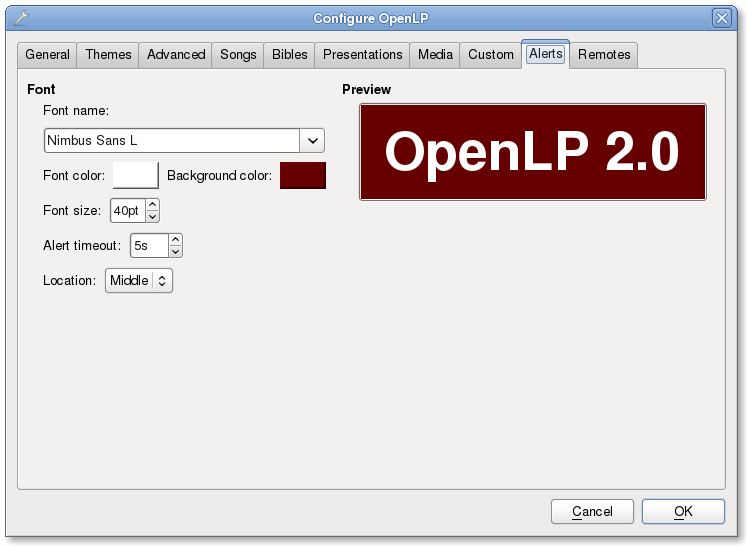 Configure OpenLP
General Themes Advanced Songs Bibles Presentations Media Custom Alerts Remotes
Font
Font name:
Nimbus Sans L
Font color: Background color:
Font size: 40pt
Alert timeout: 5s
Location: Middle
Preview
OpenLP 2.0
Cancel OK